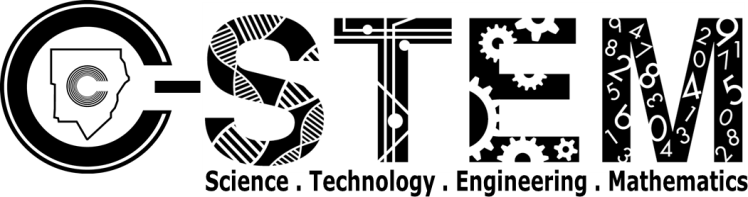 C-STEM
Science . Technology . Engineering . Mathematics